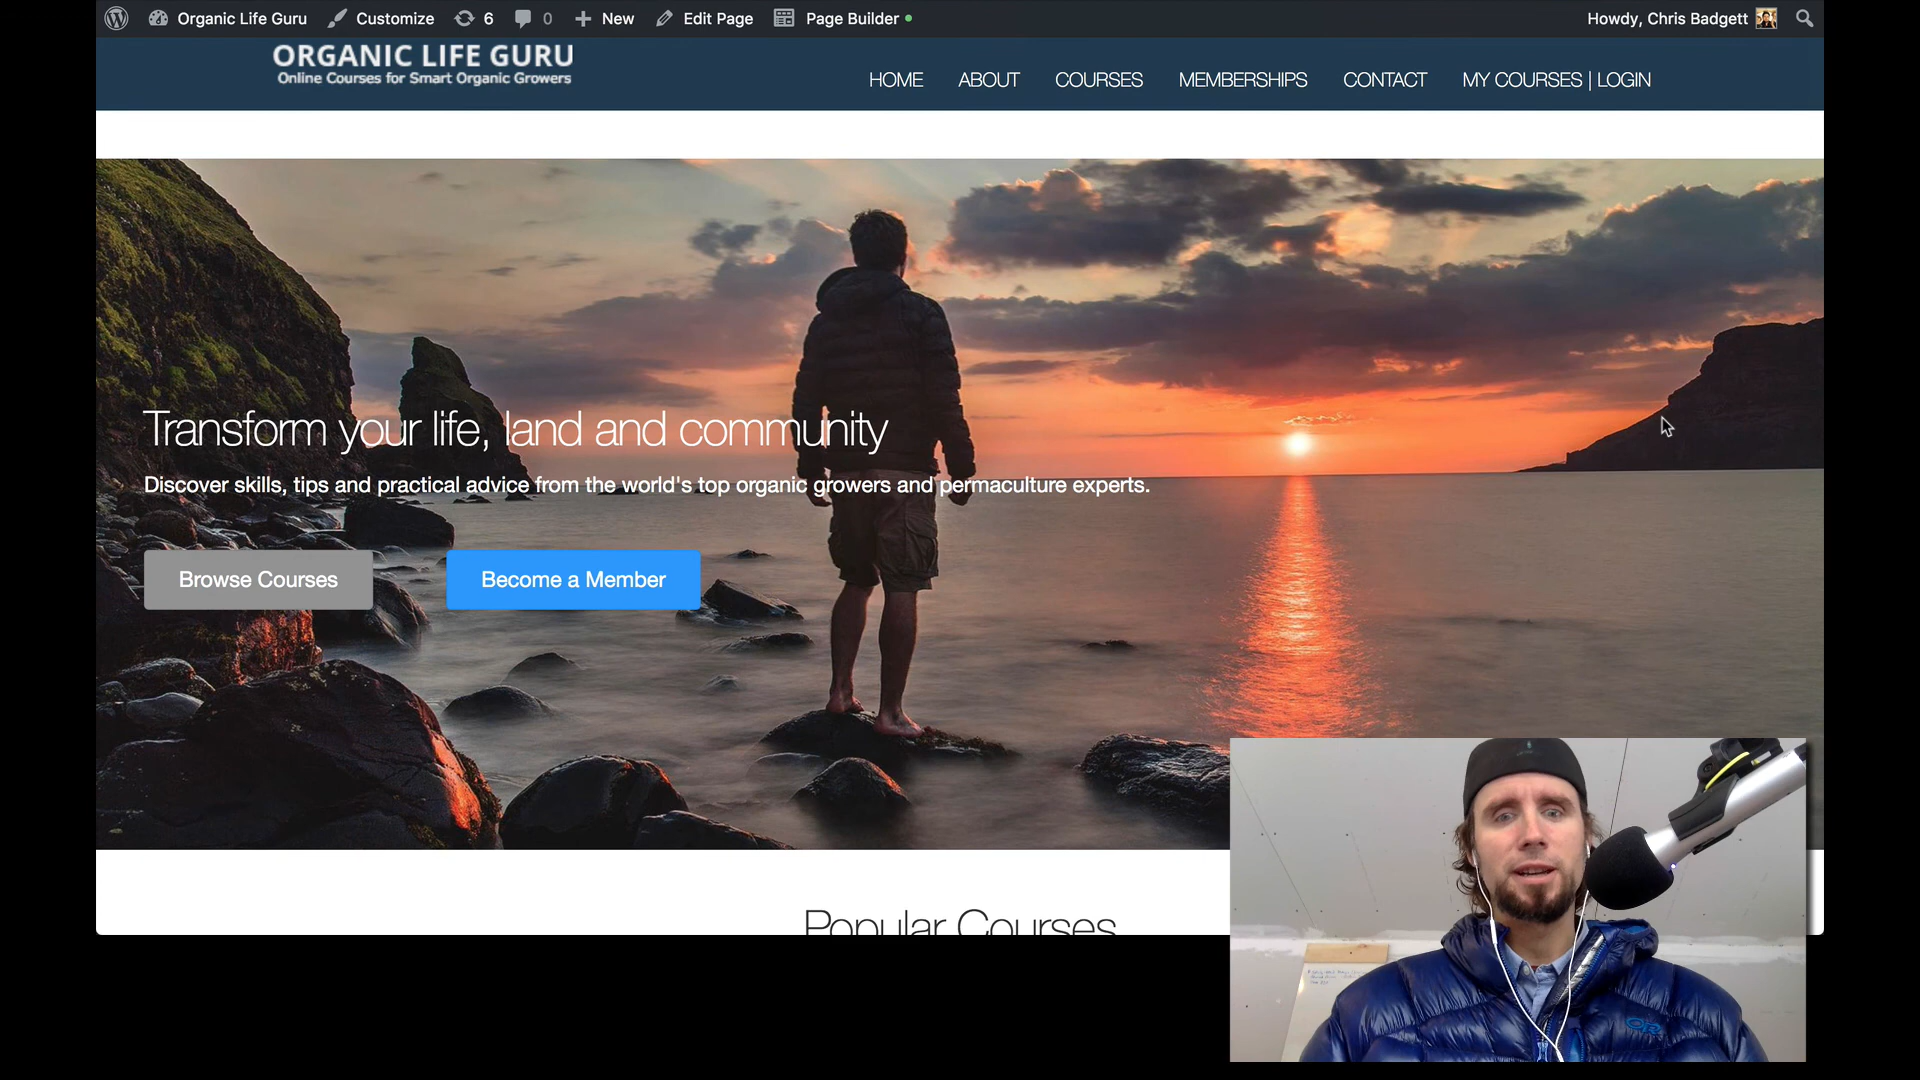 Organic Life Guru Customize 6 0 New Edit Page Page Builder Howdy, Chris Badgett
ORGANIC LIFE GURU
Online Courses for Smart Organic Growers
HOME ABOUT COURSES MEMBERSHIPS CONTACT MY COURSES | LOGIN
Transform your life, land and community
Discover skills, tips and practical advice from the world's top organic growers and permaculture experts.
Browse Courses Become a Member
Popular Courses
OR